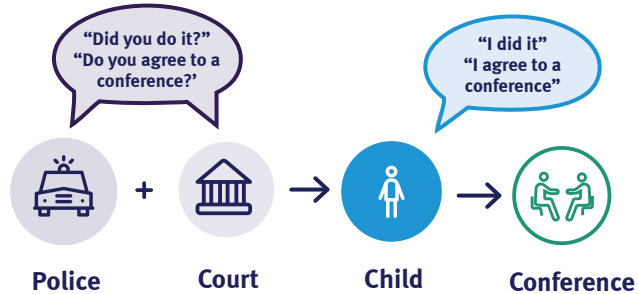 “Did you do it?”
“Do you agree to a
conference?’
“I did it”
“I agree to a
conference”
Police
Court
Child
Conference